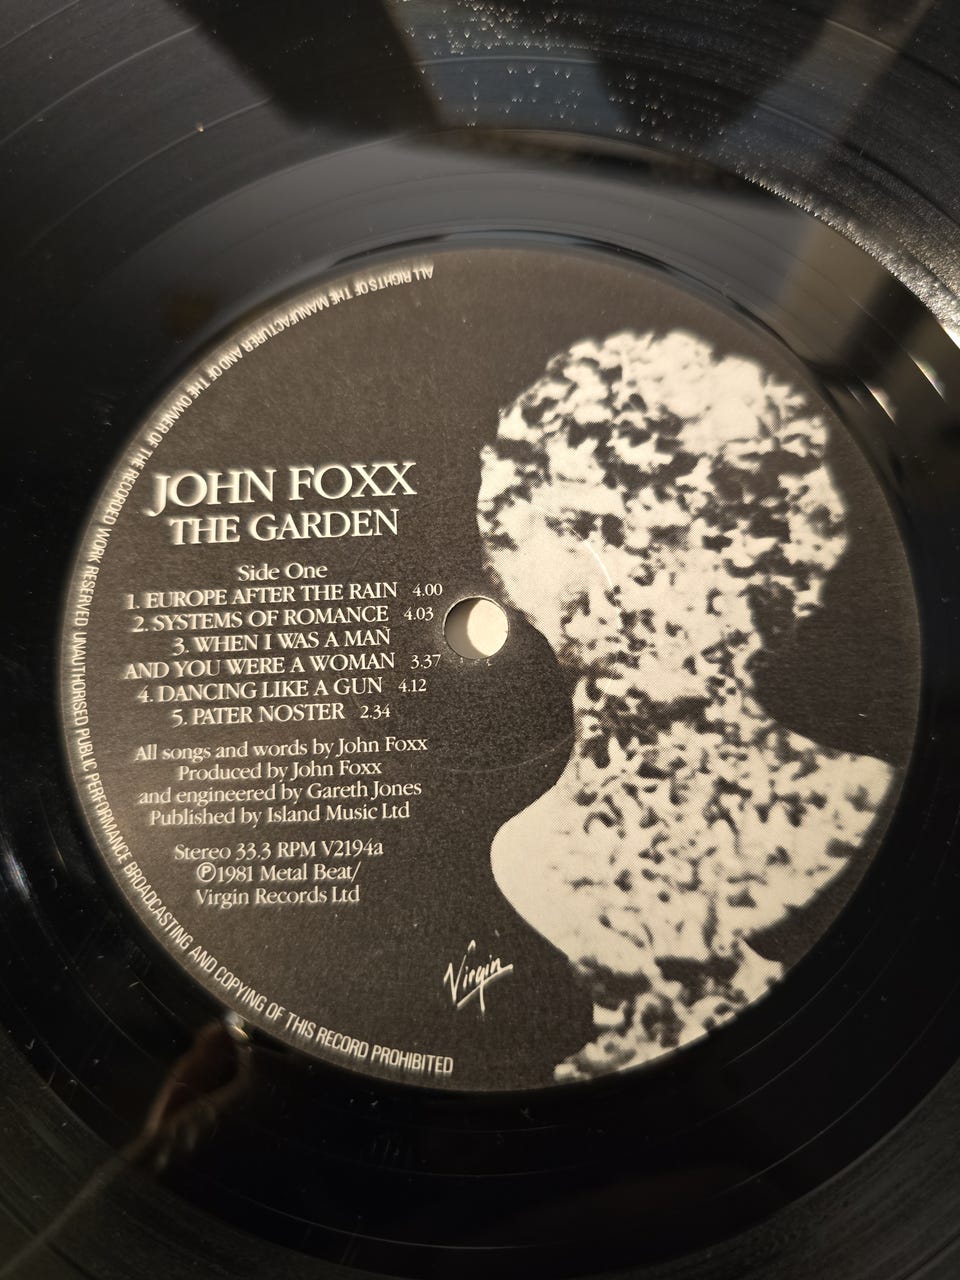 JOHN FOXX
THE GARDEN
Side One
1. EUROPE AFTER THE RAIN 4.00
2. SYSTEMS OF ROMANCE 4.03
3. WHEN I WAS A MAN
AND YOU WERE A WOMAN 3.37
4. DANCING LIKE A GUN 4.12
5. PATER NOSTER 2.34
All songs and words by John Foxx
Produced by John Foxx
and engineered by Gareth Jones
Published by Island Music Ltd
Stereo 33.3 RPM V2194a
℗1981 Metal Beat/
Virgin Records Ltd
Virgin
ALL RIGHTS OF THE MANUFACTURER AND OF THE OWNER OF THE RECORDED WORK RESERVED UNAUTHORISED PUBLIC PERFORMANCE BROADCASTING AND COPYING OF THIS RECORD PROHIBITED